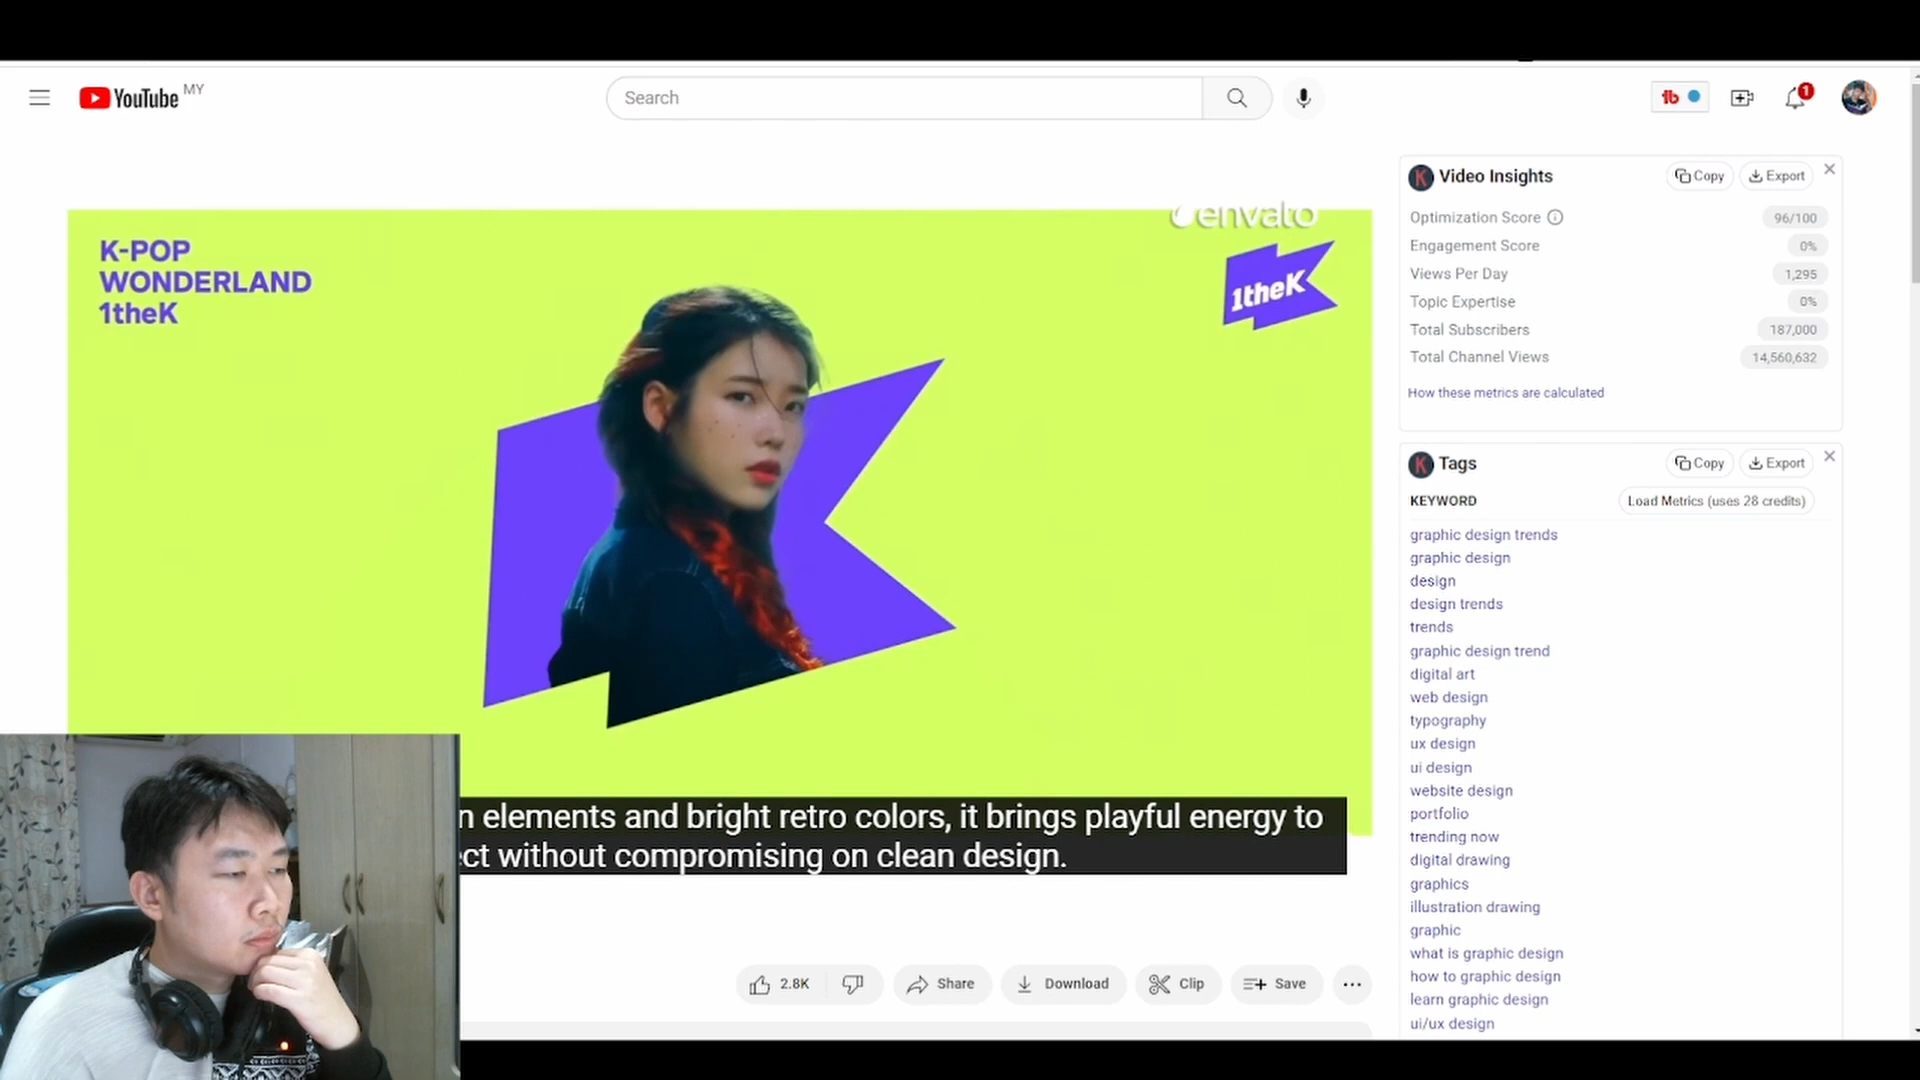 YouTube MY
Search
tb
1
envato
K-POP
WONDERLAND
1theK
1theK
n elements and bright retro colors, it brings playful energy to
ect without compromising on clean design.
2.8K
Share
Download
Clip
Save
K Video Insights
Copy
Export
Optimization Score 96/100
Engagement Score 0%
Views Per Day 1,295
Topic Expertise 0%
Total Subscribers 187,000
Total Channel Views 14,560,632
How these metrics are calculated
K Tags
Copy
Export
KEYWORD
Load Metrics (uses 28 credits)
graphic design trends
graphic design
design
design trends
trends
graphic design trend
digital art
web design
typography
ux design
ui design
website design
portfolio
trending now
digital drawing
graphics
illustration drawing
graphic
what is graphic design
how to graphic design
learn graphic design
ui/ux design